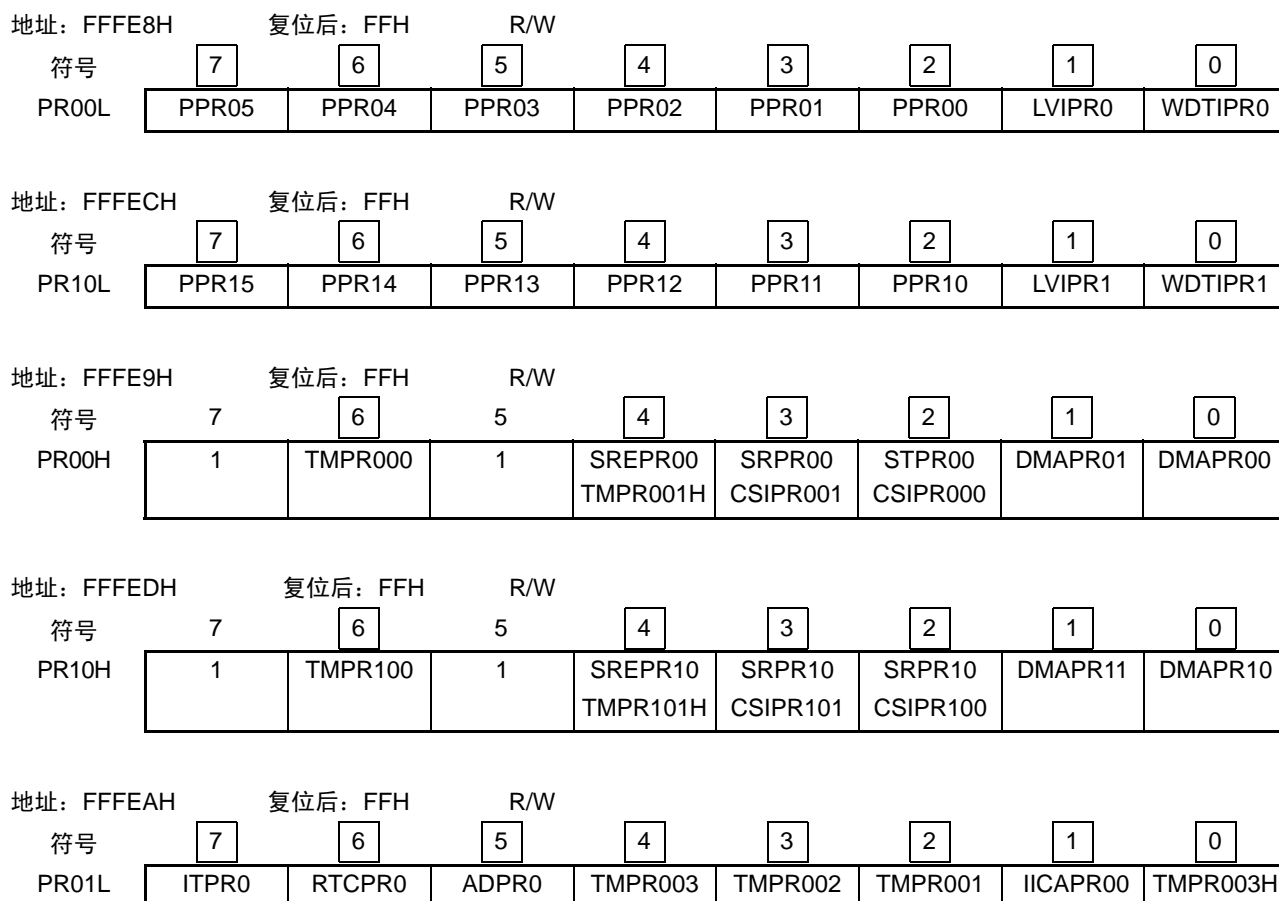 地址：FFFE8H 复位后：FFH R/W
符号 7 6 5 4 3 2 1 0
PR00L PPR05 PPR04 PPR03 PPR02 PPR01 PPR00 LVIPR0 WDTIPR0
地址：FFFECH 复位后：FFH R/W
符号 7 6 5 4 3 2 1 0
PR10L PPR15 PPR14 PPR13 PPR12 PPR11 PPR10 LVIPR1 WDTIPR1
地址：FFFE9H 复位后：FFH R/W
符号 7 6 5 4 3 2 1 0
PR00H 1 TMPR000 1 SREPR00 SRPR00 STPR00 DMAPR01 DMAPR00
TMPR001H CSIPR001 CSIPR000
地址：FFFEDH 复位后：FFH R/W
符号 7 6 5 4 3 2 1 0
PR10H 1 TMPR100 1 SREPR10 SRPR10 SRPR10 DMAPR11 DMAPR10
TMPR101H CSIPR101 CSIPR100
地址：FFFEAH 复位后：FFH R/W
符号 7 6 5 4 3 2 1 0
PR01L ITPR0 RTCPR0 ADPR0 TMPR003 TMPR002 TMPR001 IICAPR00 TMPR003H